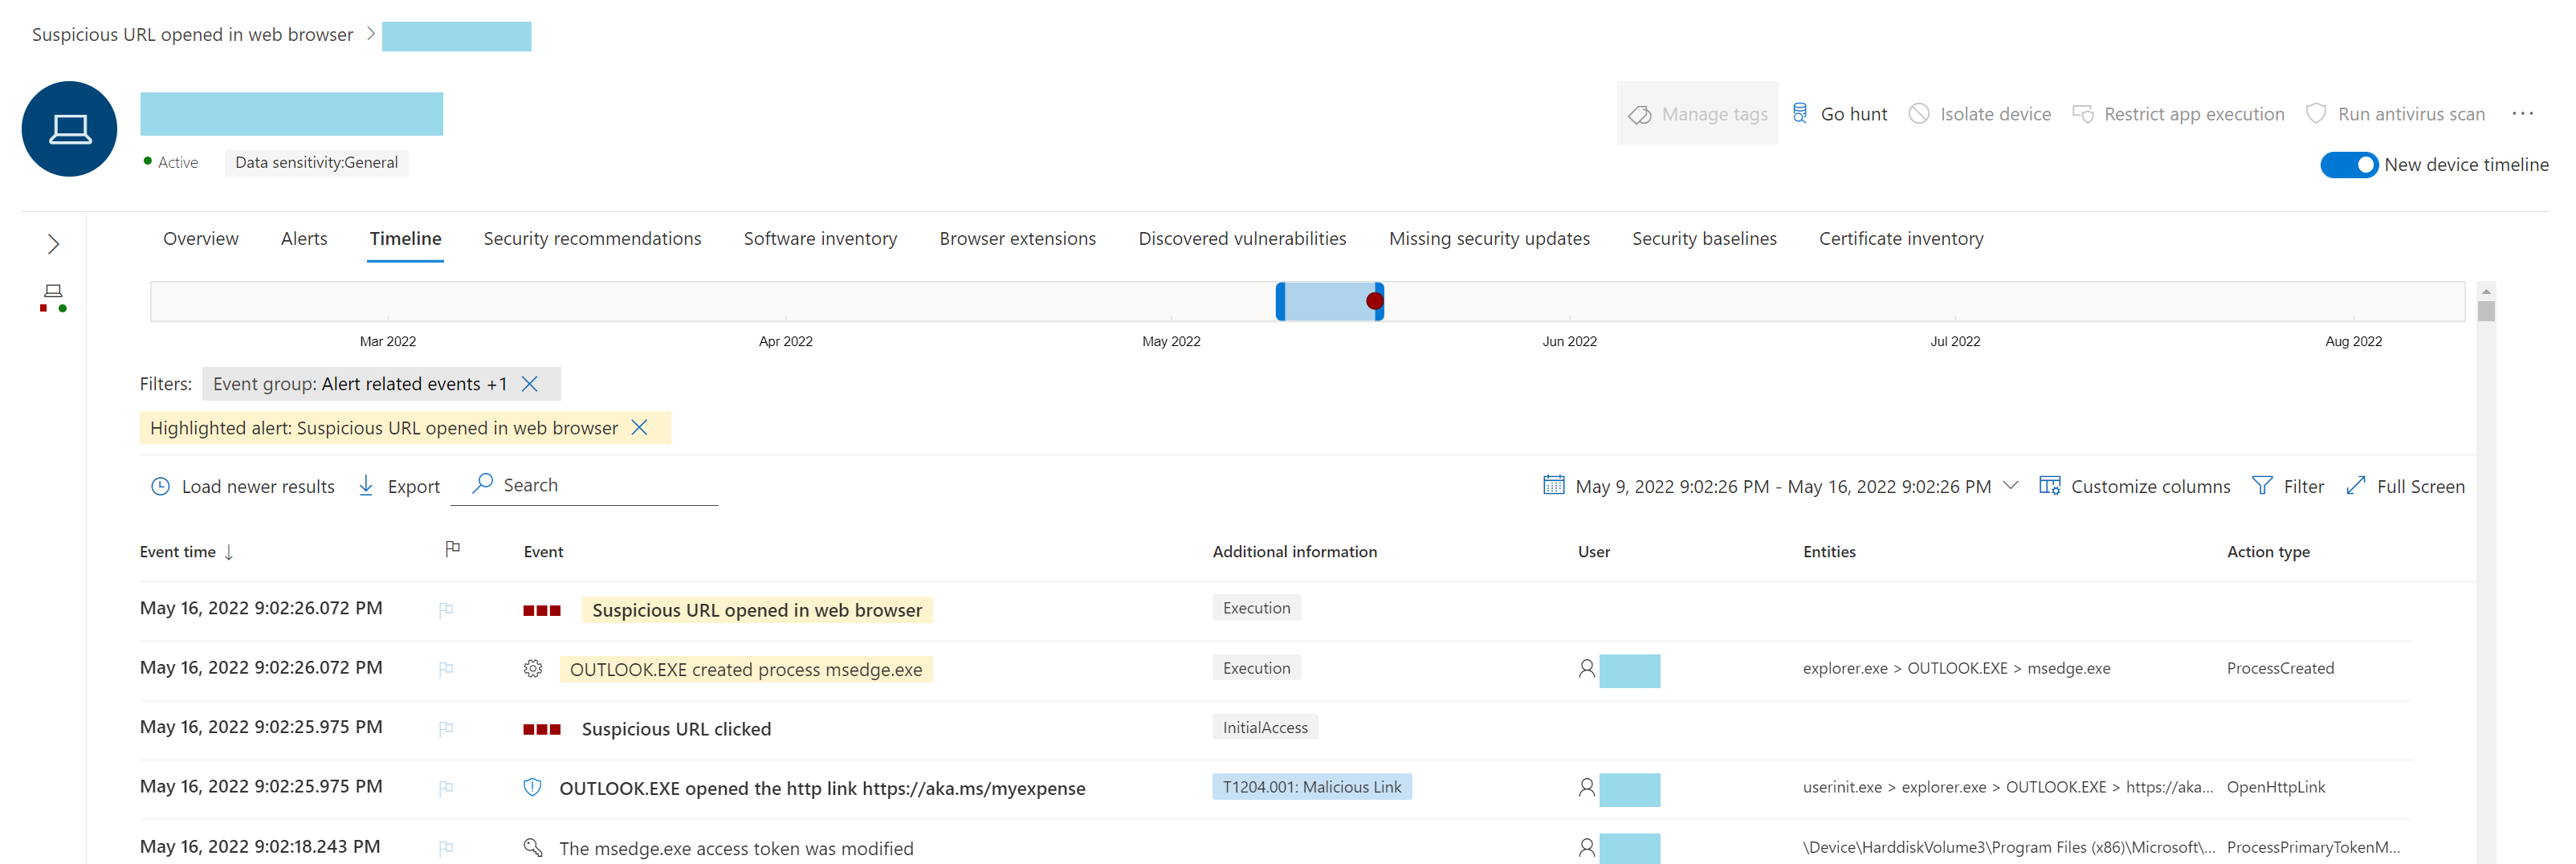 Suspicious URL opened in web browser >
Manage tags Go hunt Isolate device Restrict app execution Run antivirus scan ...
Active Data sensitivity:General
New device timeline
Overview Alerts Timeline Security recommendations Software inventory Browser extensions Discovered vulnerabilities Missing security updates Security baselines Certificate inventory
Mar 2022 Apr 2022 May 2022 Jun 2022 Jul 2022 Aug 2022
Filters: Event group: Alert related events +1
Highlighted alert: Suspicious URL opened in web browser
Load newer results Export Search May 9, 2022 9:02:26 PM - May 16, 2022 9:02:26 PM Customize columns Filter Full Screen
Event time ↓ Event Additional information User Entities Action type
May 16, 2022 9:02:26.072 PM Suspicious URL opened in web browser Execution
May 16, 2022 9:02:26.072 PM OUTLOOK.EXE created process msedge.exe Execution explorer.exe > OUTLOOK.EXE > msedge.exe ProcessCreated
May 16, 2022 9:02:25.975 PM Suspicious URL clicked InitialAccess
May 16, 2022 9:02:25.975 PM OUTLOOK.EXE opened the http link https://aka.ms/myexpense T1204.001: Malicious Link userinit.exe > explorer.exe > OUTLOOK.EXE > https://aka... OpenHttpLink
May 16, 2022 9:02:18.243 PM The msedge.exe access token was modified \Device\HarddiskVolume3\Program Files (x86)\Microsoft\... ProcessPrimaryTokenM...